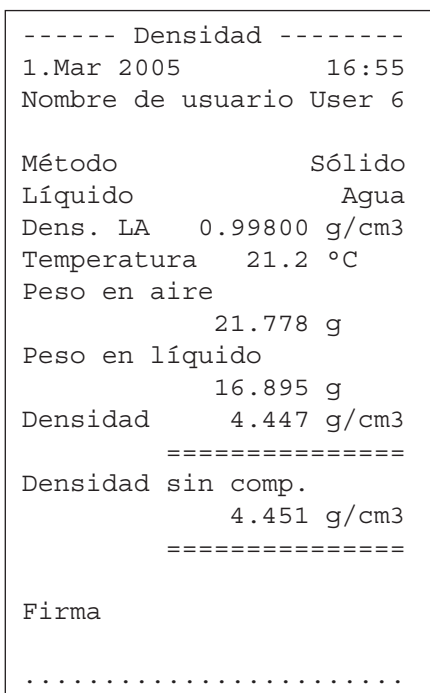 ------ Densidad --------
1.Mar 2005         16:55
Nombre de usuario User 6
Método            Sólido
Líquido             Agua
Dens. LA   0.99800 g/cm3
Temperatura   21.2 °C
Peso en aire
            21.778 g
Peso en líquido
            16.895 g
Densidad     4.447 g/cm3
         ===============
Densidad sin comp.
             4.451 g/cm3
         ===============
Firma
........................